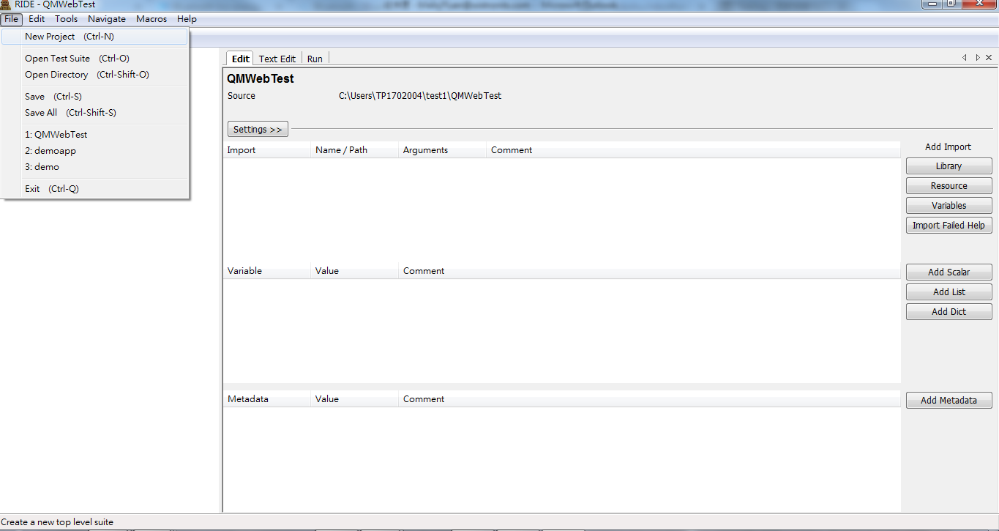 RIDE - QMWebTest
File Edit Tools Navigate Macros Help
New Project (Ctrl-N)
Open Test Suite (Ctrl-O)
Open Directory (Ctrl-Shift-O)
Save (Ctrl-S)
Save All (Ctrl-Shift-S)
1: QMWebTest
2: demoapp
3: demo
Exit (Ctrl-Q)
Edit Text Edit Run
QMWebTest
Source C:\Users\TP1702004\test1\QMWebTest
Settings >>
Import Name / Path Arguments Comment
Add Import
Library
Resource
Variables
Import Failed Help
Variable Value Comment
Add Scalar
Add List
Add Dict
Metadata Value Comment
Add Metadata
Create a new top level suite